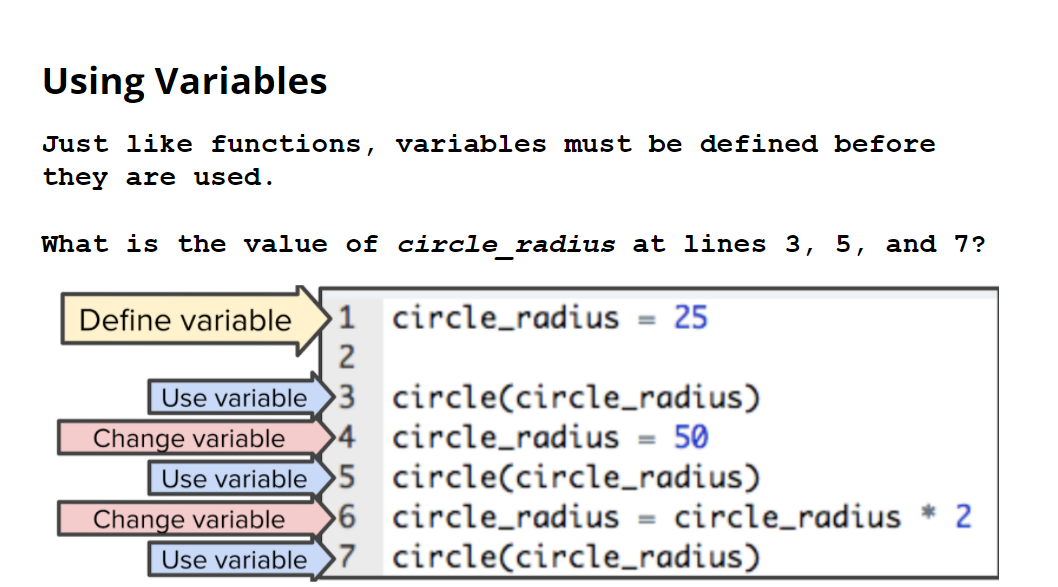 Using Variables
Just like functions, variables must be defined before
they are used.
What is the value of circle_radius at lines 3, 5, and 7?
Define variable 1 circle_radius = 25
2
Use variable 3 circle(circle_radius)
Change variable 4 circle_radius = 50
Use variable 5 circle(circle_radius)
Change variable 6 circle_radius = circle_radius * 2
Use variable 7 circle(circle_radius)